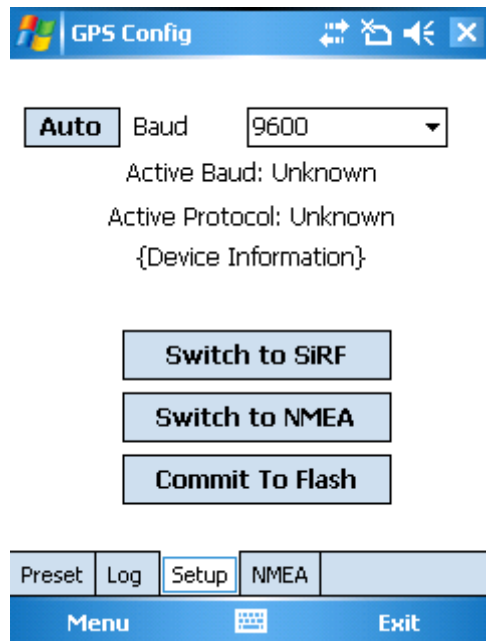 GPS Config
Auto Baud 9600
Active Baud: Unknown
Active Protocol: Unknown
{Device Information}
Switch to SiRF
Switch to NMEA
Commit To Flash
Preset Log Setup NMEA
Menu Exit